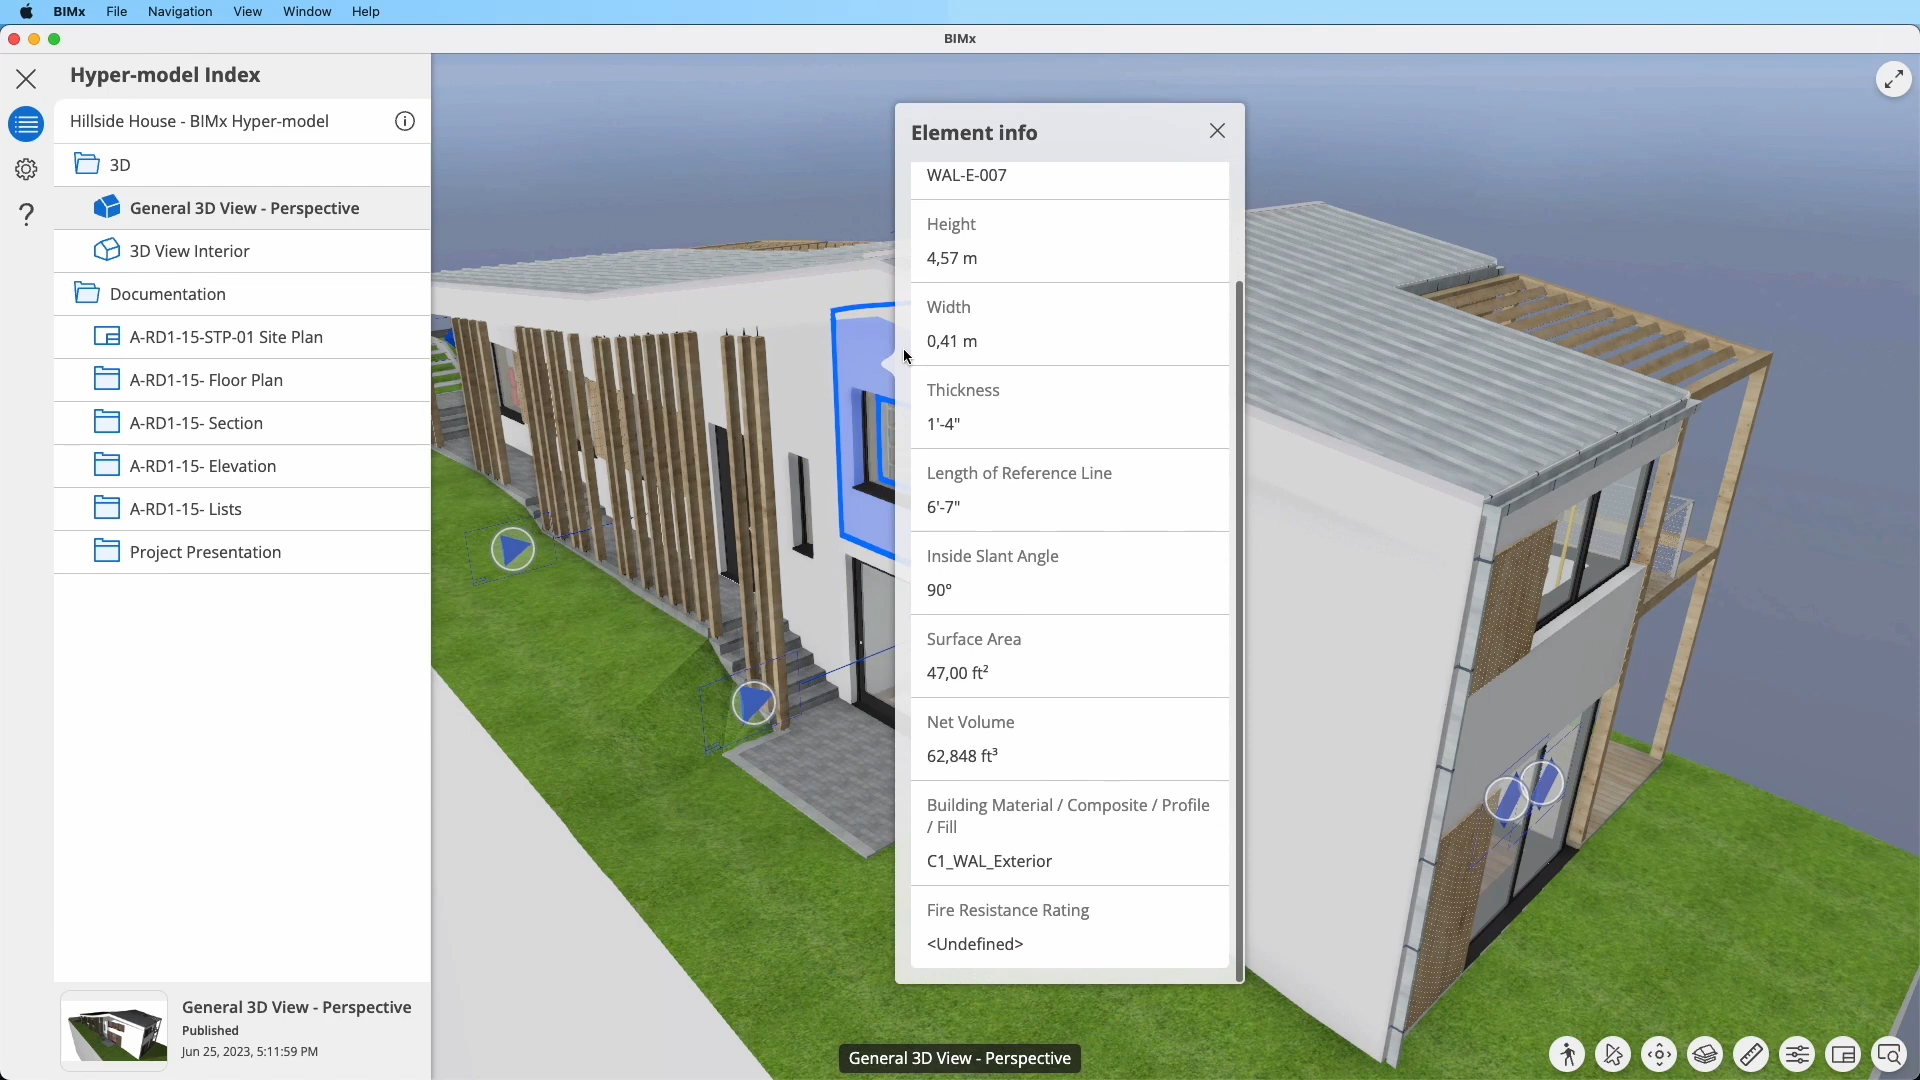 BIMx File Navigation View Window Help
BIMx
Hyper-model Index
Hillside House - BIMx Hyper-model
3D
General 3D View - Perspective
3D View Interior
Documentation
A-RD1-15-STP-01 Site Plan
A-RD1-15- Floor Plan
A-RD1-15- Section
A-RD1-15- Elevation
A-RD1-15- Lists
Project Presentation
General 3D View - Perspective
Published
Jun 25, 2023, 5:11:59 PM
Element info
WAL-E-007
Height
4,57 m
Width
0,41 m
Thickness
1'-4"
Length of Reference Line
6'-7"
Inside Slant Angle
90°
Surface Area
47,00 ft²
Net Volume
62,848 ft³
Building Material / Composite / Profile
/ Fill
C1_WAL_Exterior
Fire Resistance Rating
<Undefined>
General 3D View - Perspective